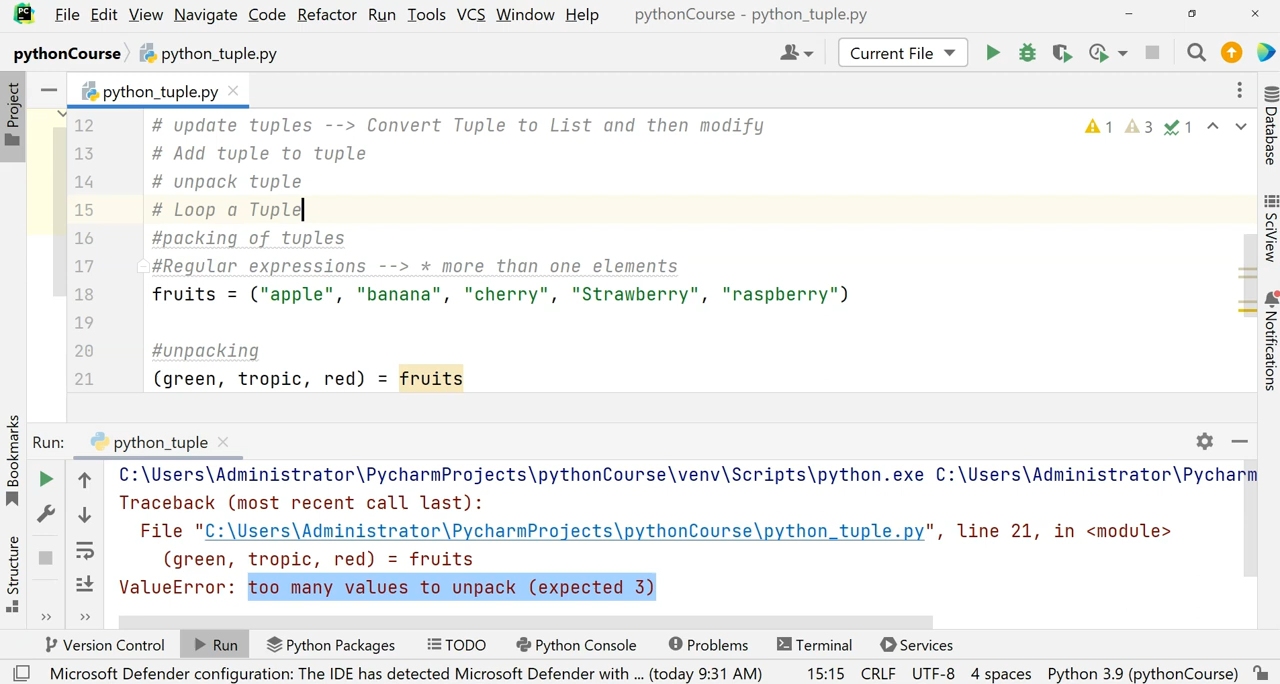 PC File Edit View Navigate Code Refactor Run Tools VCS Window Help pythonCourse - python_tuple.py
pythonCourse python_tuple.py Current File
Project python_tuple.py
12 # update tuples --> Convert Tuple to List and then modify 1 3 1
13 # Add tuple to tuple
14 # unpack tuple
15 # Loop a Tuple
16 #packing of tuples
17 #Regular expressions --> * more than one elements
18 fruits = ("apple", "banana", "cherry", "Strawberry", "raspberry")
19
20 #unpacking
21 (green, tropic, red) = fruits
Database
SciView
Notifications
Bookmarks
Structure
Run: python_tuple
C:\Users\Administrator\PycharmProjects\pythonCourse\venv\Scripts\python.exe C:\Users\Administrator\Pycharm
Traceback (most recent call last):
File "C:\Users\Administrator\PycharmProjects\pythonCourse\python_tuple.py", line 21, in <module>
(green, tropic, red) = fruits
ValueError: too many values to unpack (expected 3)
Version Control Run Python Packages TODO Python Console Problems Terminal Services
Microsoft Defender configuration: The IDE has detected Microsoft Defender with ... (today 9:31 AM) 15:15 CRLF UTF-8 4 spaces Python 3.9 (pythonCourse)